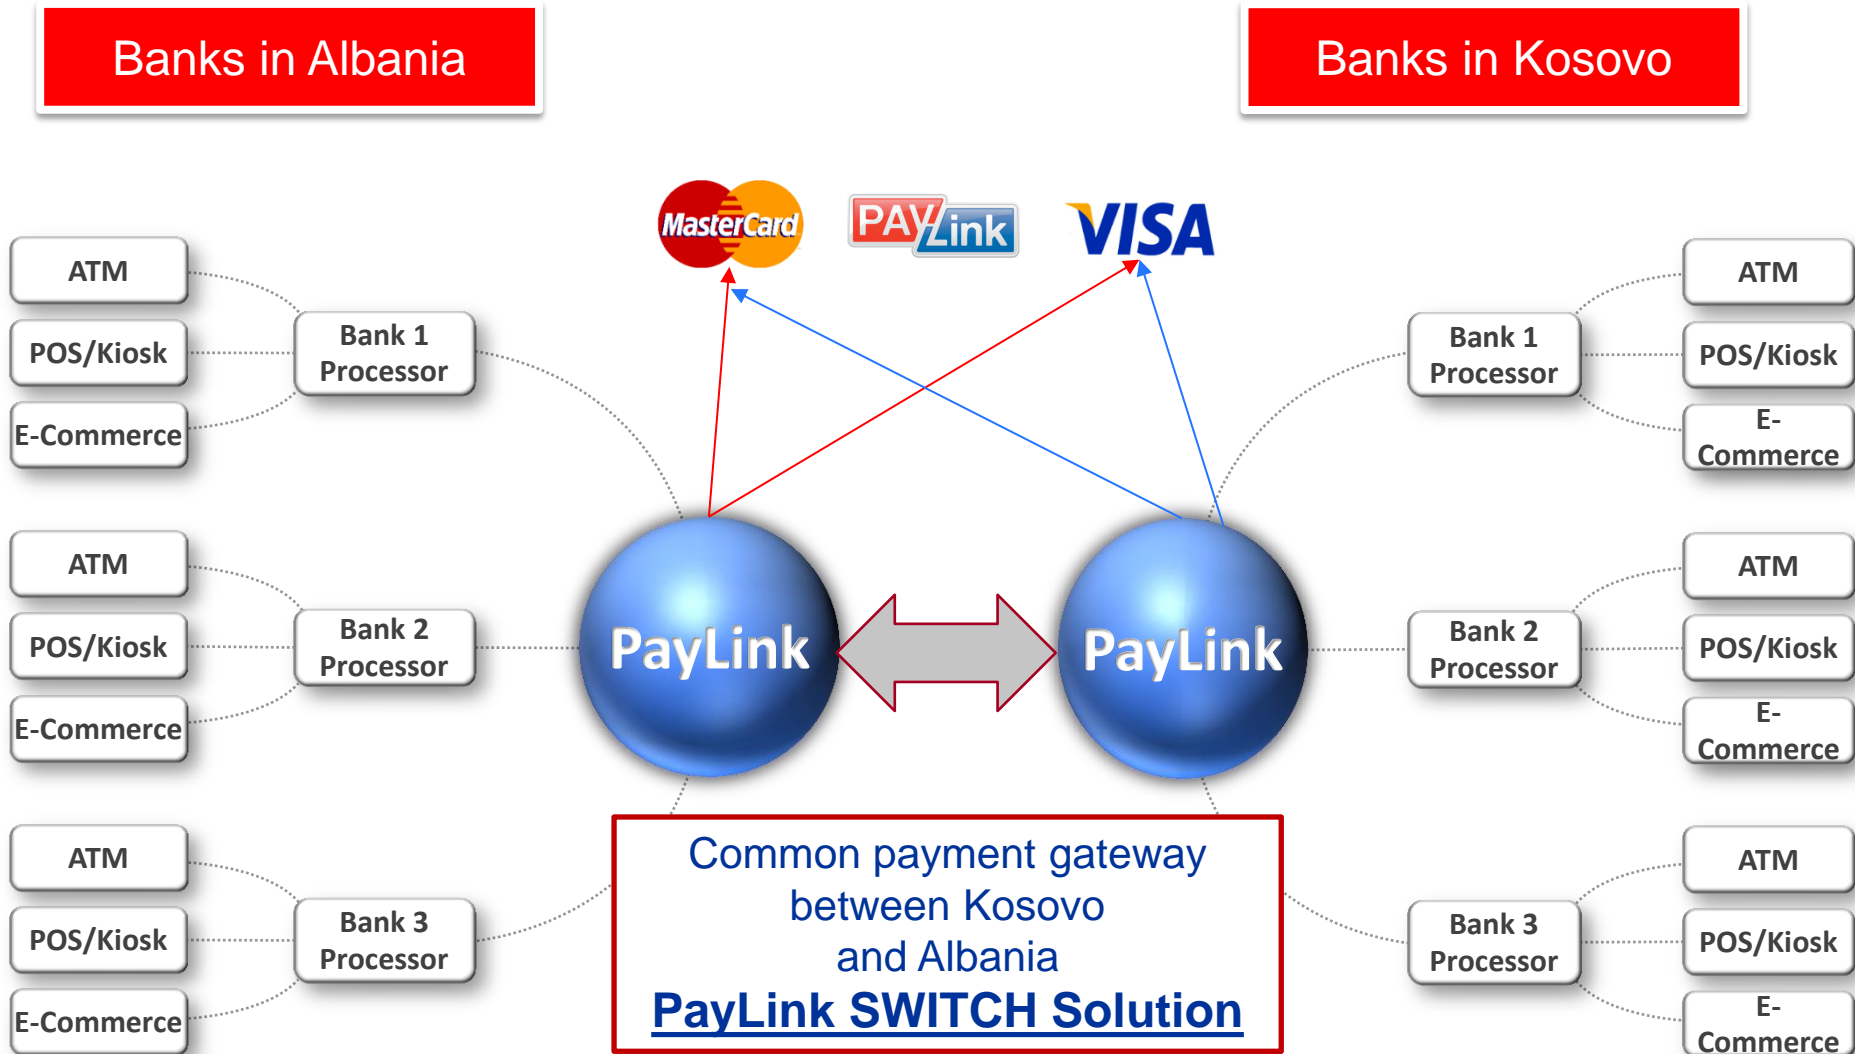 Banks in Albania
Banks in Kosovo
MasterCard
PAYLink
VISA
ATM
POS/Kiosk
E-Commerce
Bank 1
Processor
ATM
POS/Kiosk
E-Commerce
Bank 2
Processor
ATM
POS/Kiosk
E-Commerce
Bank 3
Processor
PayLink
PayLink
Bank 1
Processor
ATM
POS/Kiosk
E-
Commerce
Bank 2
Processor
ATM
POS/Kiosk
E-
Commerce
Bank 3
Processor
ATM
POS/Kiosk
E-
Commerce
Common payment gateway
between Kosovo
and Albania
PayLink SWITCH Solution